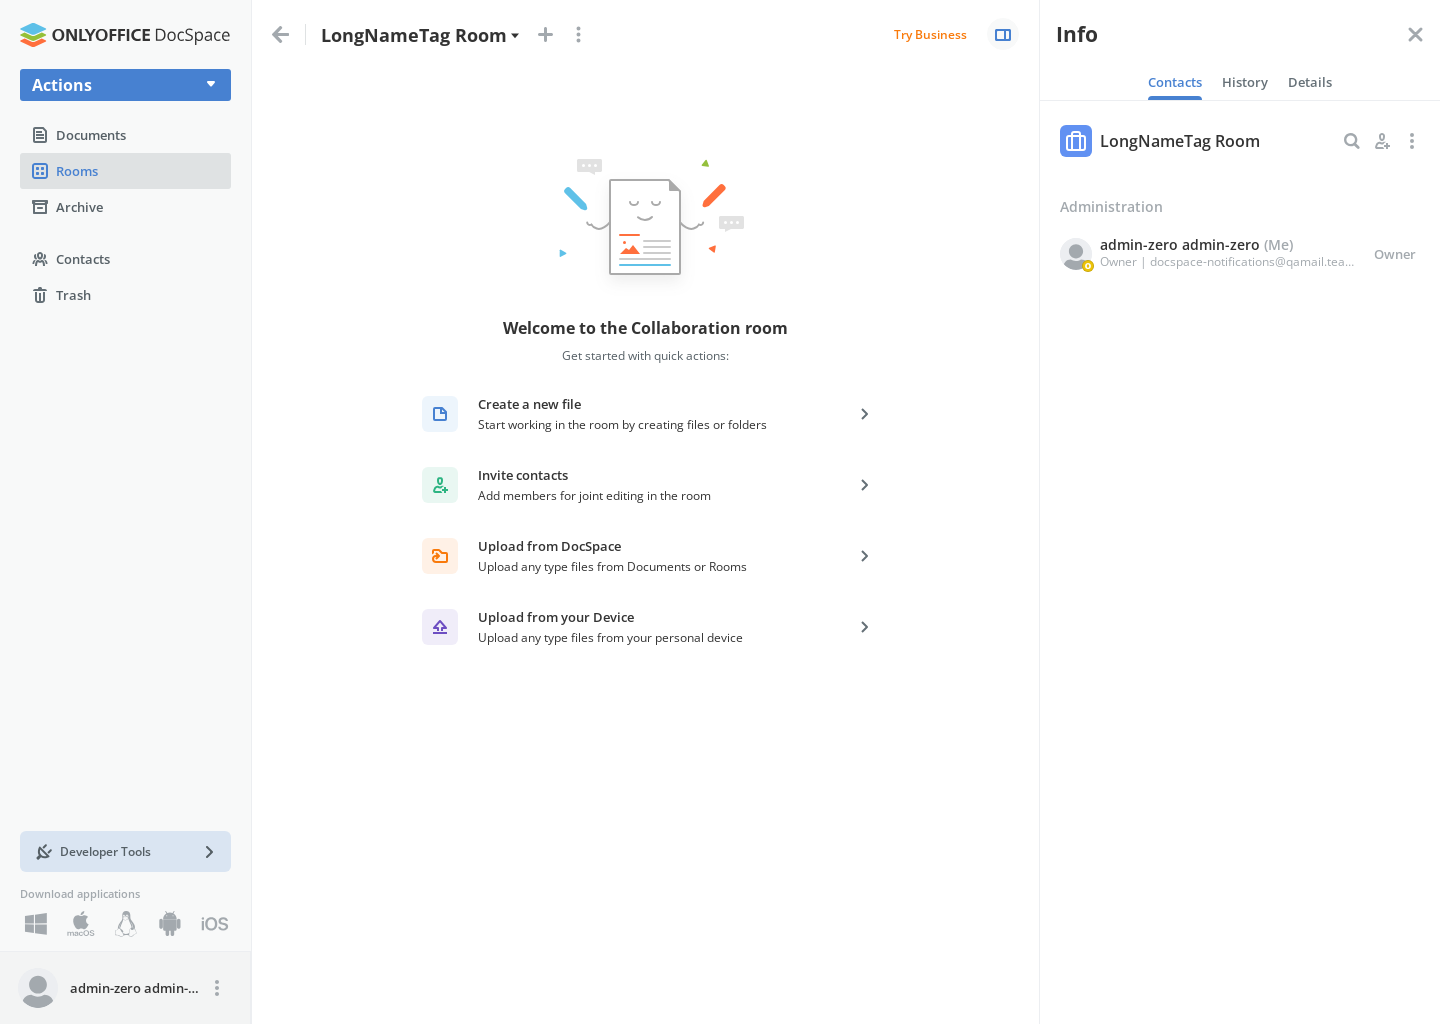 ONLYOFFICE DocSpace
Actions
Documents
Rooms
Archive
Contacts
Trash
Developer Tools
Download applications
macOS
iOS
admin-zero admin-...
LongNameTag Room
Try Business
Welcome to the Collaboration room
Get started with quick actions:
Create a new file
Start working in the room by creating files or folders
Invite contacts
Add members for joint editing in the room
Upload from DocSpace
Upload any type files from Documents or Rooms
Upload from your Device
Upload any type files from your personal device
Info
Contacts History Details
LongNameTag Room
Administration
admin-zero admin-zero (Me)
Owner | docspace-notifications@qamail.tea...
Owner